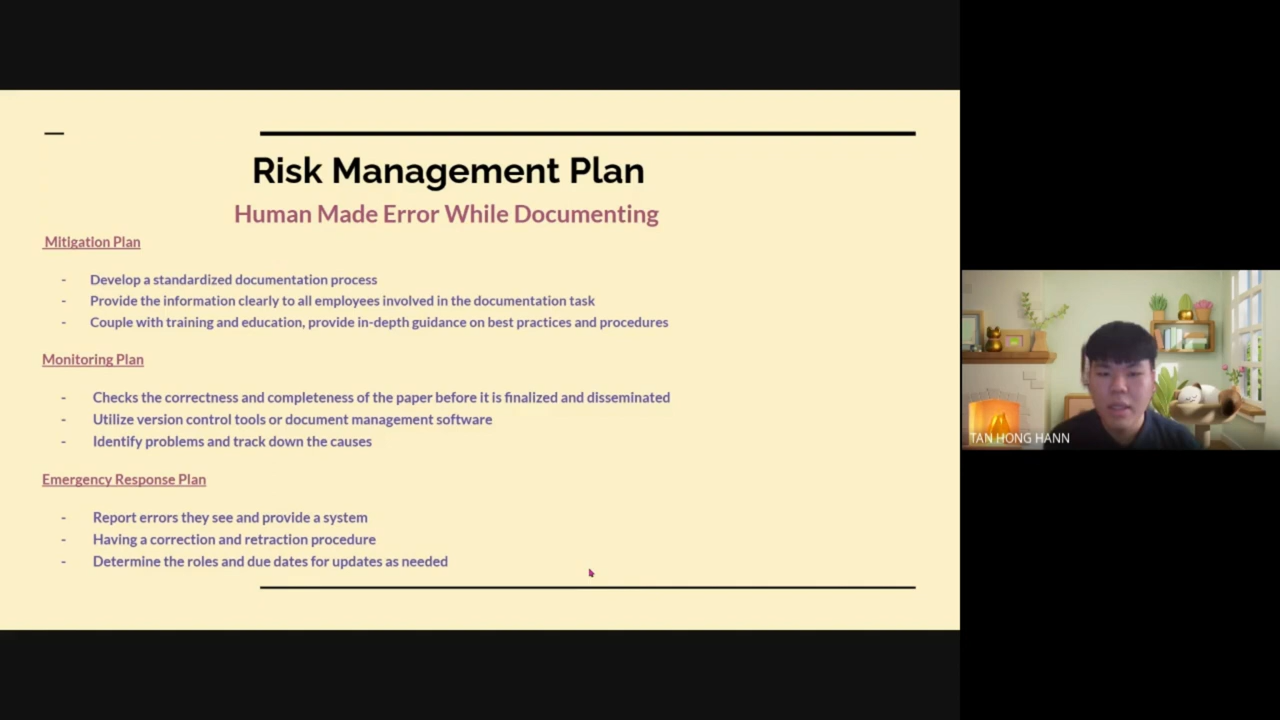 Risk Management Plan
Human Made Error While Documenting
Mitigation Plan
- Develop a standardized documentation process
- Provide the information clearly to all employees involved in the documentation task
- Couple with training and education, provide in-depth guidance on best practices and procedures
Monitoring Plan
- Checks the correctness and completeness of the paper before it is finalized and disseminated
- Utilize version control tools or document management software
- Identify problems and track down the causes
Emergency Response Plan
- Report errors they see and provide a system
- Having a correction and retraction procedure
- Determine the roles and due dates for updates as needed
TAN HONG HANN